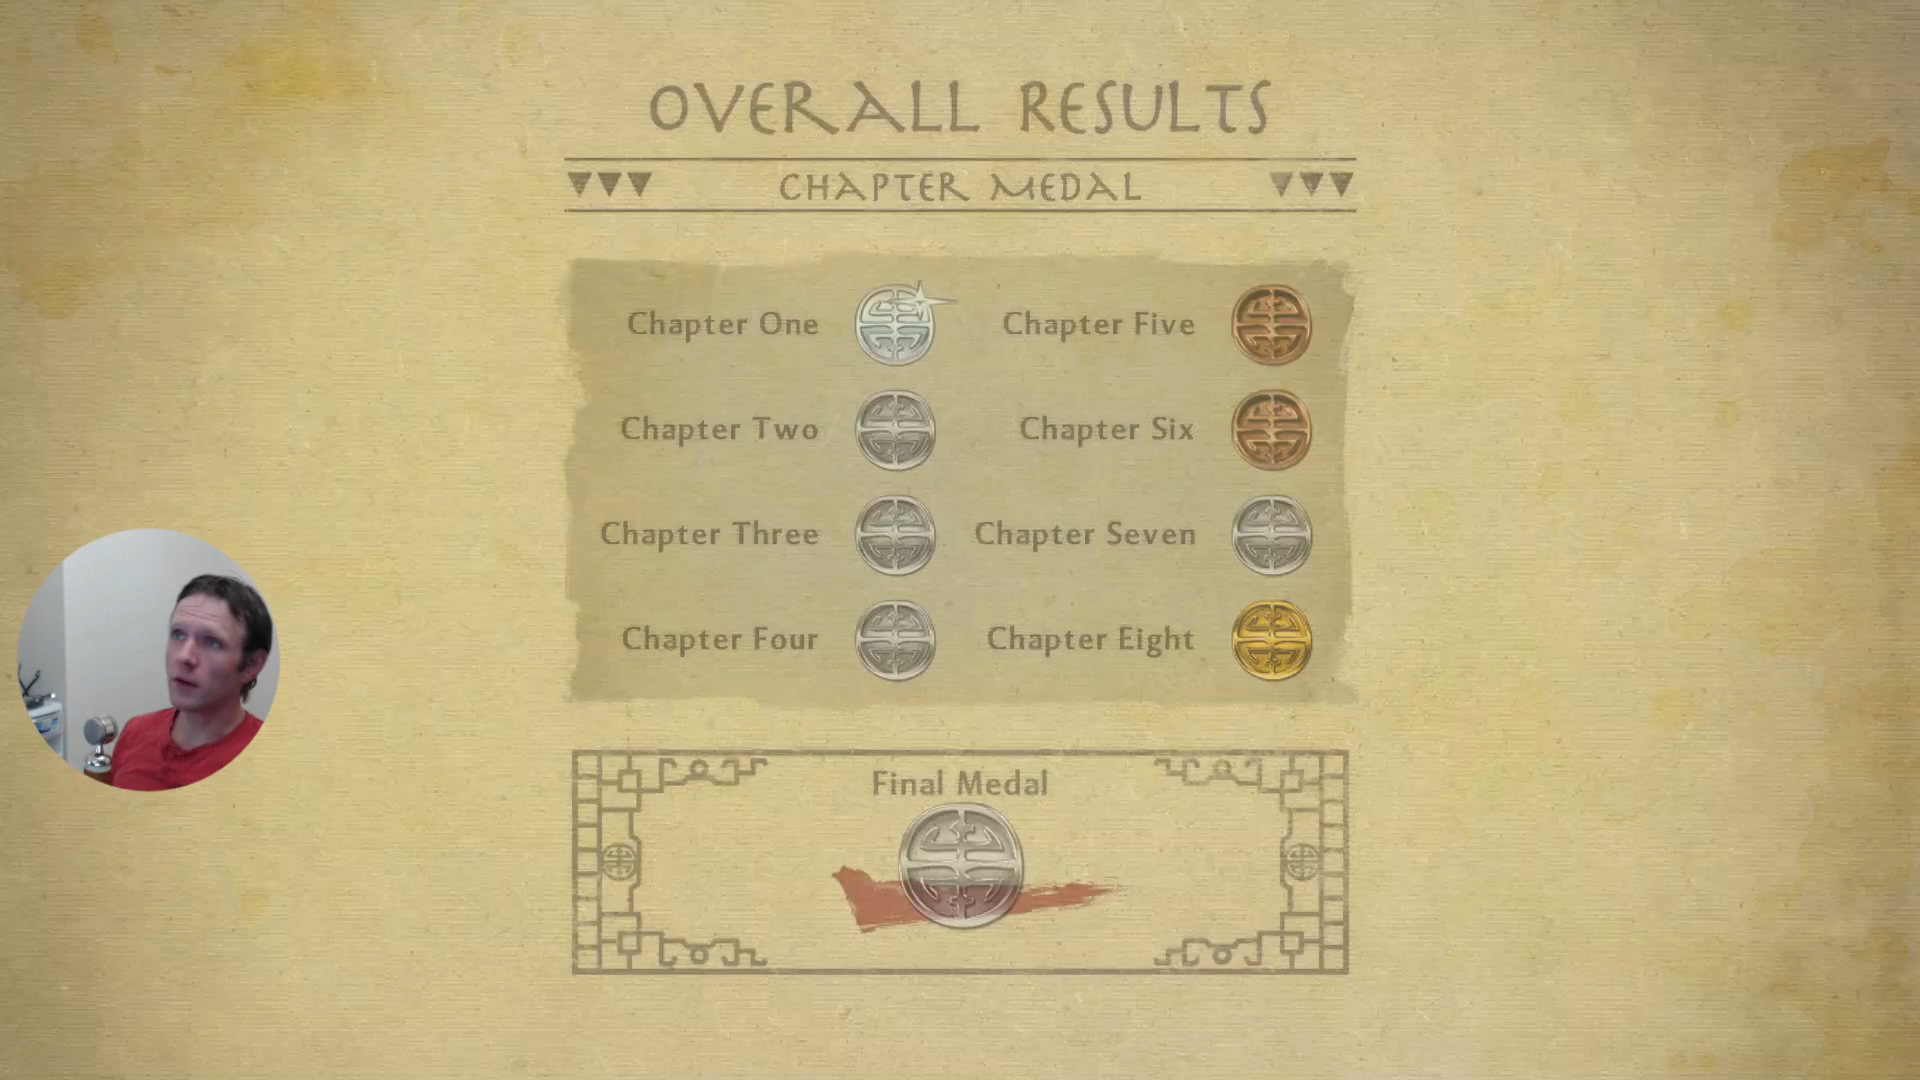 OVERALL RESULTS
CHAPTER MEDAL
Chapter One
Chapter Five
Chapter Two
Chapter Six
Chapter Three
Chapter Seven
Chapter Four
Chapter Eight
Final Medal